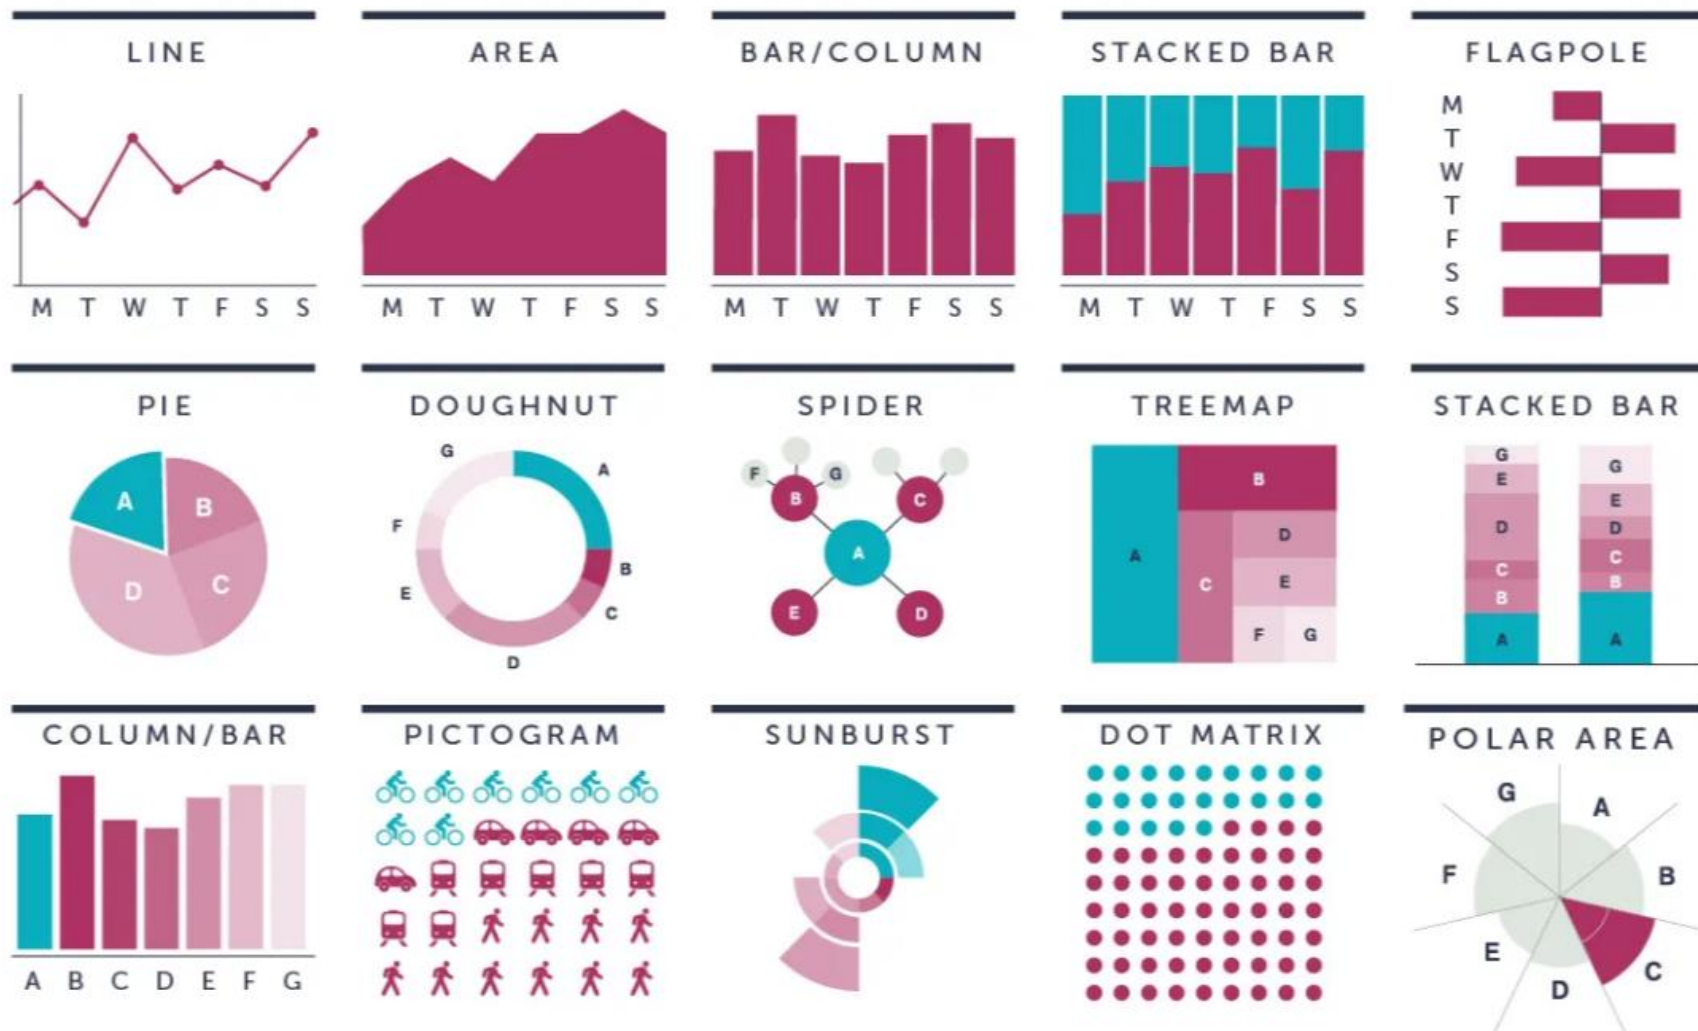 LINE
M T W T F S S
AREA
M T W T F S S
BAR/COLUMN
M T W T F S S
STACKED BAR
M T W T F S S
FLAGPOLE
M
T
W
T
F
S
S
PIE
A B
D C
DOUGHNUT
G A
F
B
E
C
D
SPIDER
F G
B C
A
E D
TREEMAP
B
D
A C E
F G
STACKED BAR
G
E
D
C
B
A
G
E
D
C
B
A
COLUMN/BAR
A B C D E F G
PICTOGRAM
SUNBURST
DOT MATRIX
POLAR AREA
G A
F B
E C
D